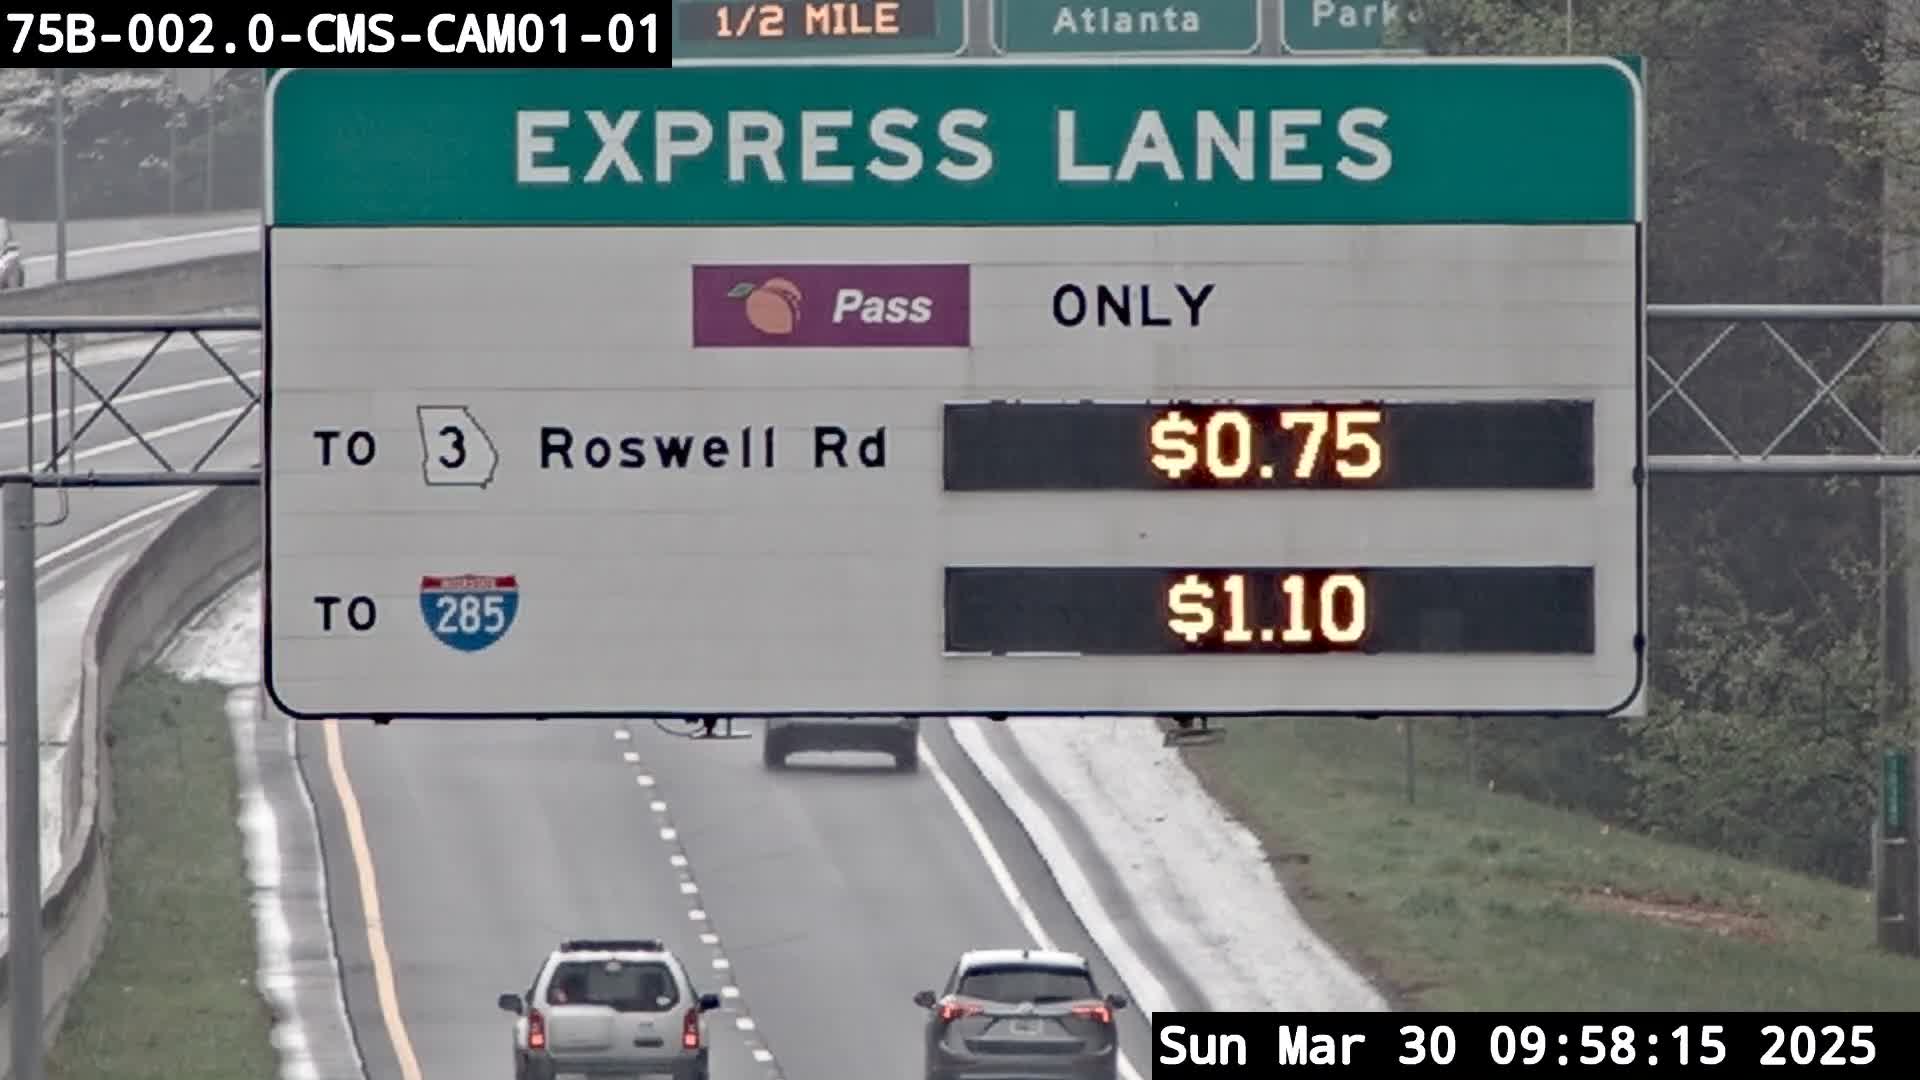 75B-002.0-CMS-CAM01-01
1/2 MILE
Atlanta
Park
EXPRESS LANES
Pass ONLY
TO 3 Roswell Rd $0.75
TO 285 $1.10
Sun Mar 30 09:58:15 2025